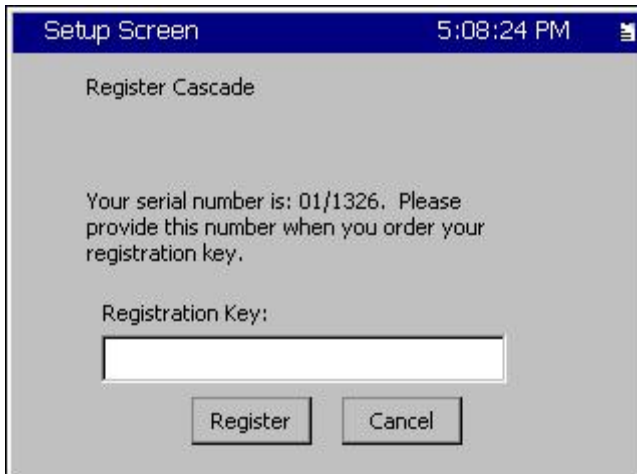 Setup Screen 5:08:24 PM
Register Cascade
Your serial number is: 01/1326.  Please
provide this number when you order your
registration key.
Registration Key:
Register Cancel